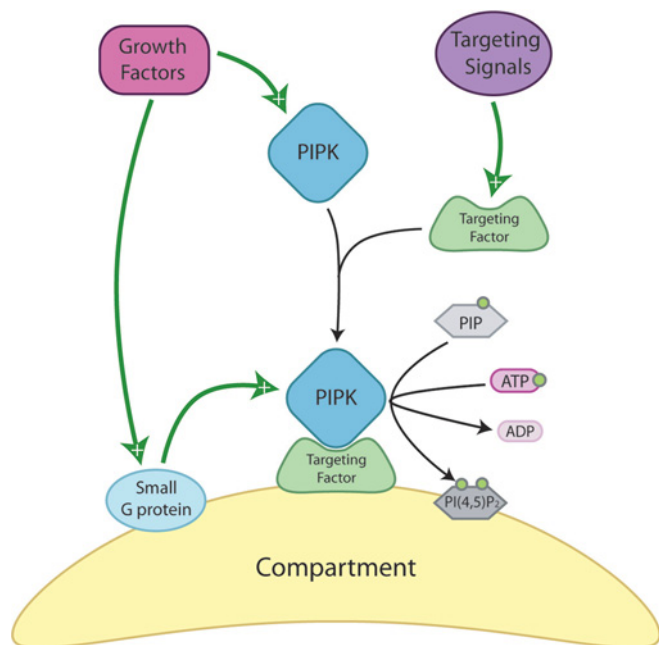 Growth
Factors
Targeting
Signals
+
PIPK
+
Targeting
Factor
PIP
PIPK
ATP
+
ADP
Targeting
Factor
+
Small
G protein
PI(4,5)P₂
Compartment